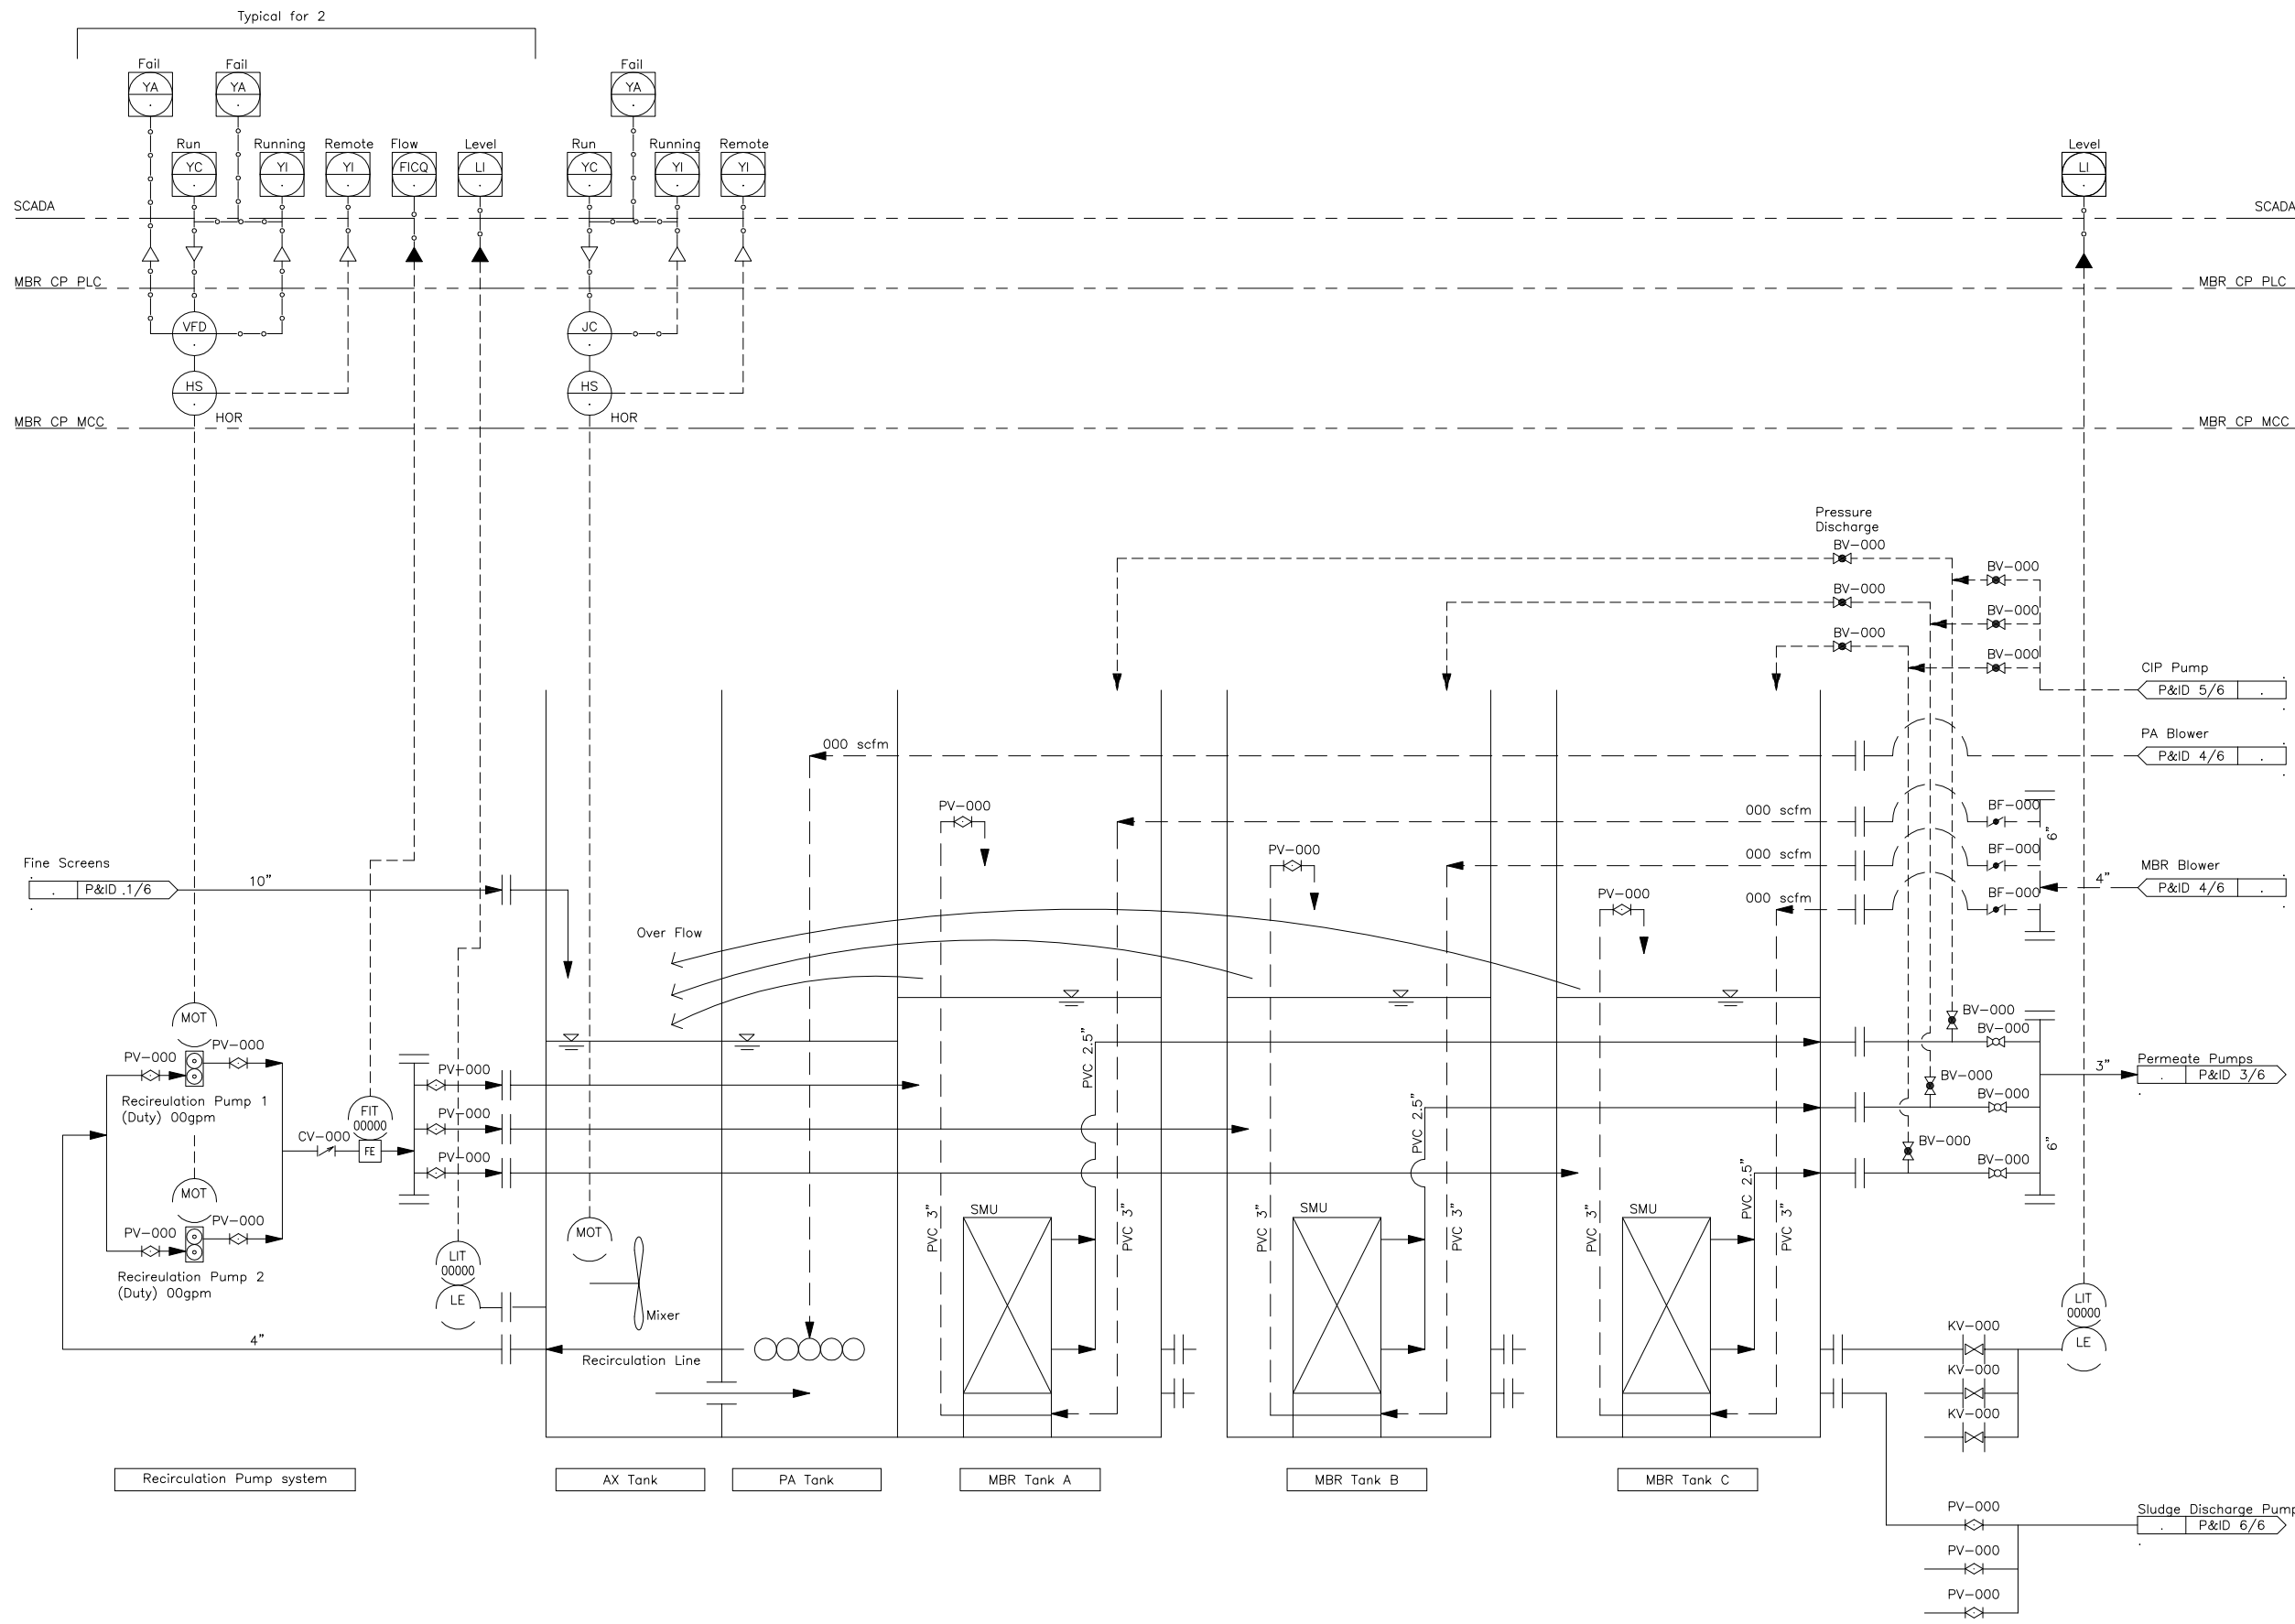 Typical for 2
Fail
YA
Fail
YA
Fail
YA
Run
YC
Running
YI
Remote
YI
Flow
FICQ
Level
LI
Run
YC
Running
YI
Remote
YI
Level
LI
SCADA
SCADA
MBR CP PLC
MBR CP PLC
VFD
JC
HS
HOR
HS
HOR
MBR CP MCC
MBR CP MCC
Pressure
Discharge
BV-000
BV-000
BV-000
BV-000
BV-000
BV-000
CIP Pump
P&ID 5/6
PA Blower
P&ID 4/6
000 scfm
PV-000
000 scfm
BF-000
6"
PV-000
000 scfm
BF-000
MBR Blower
4"
P&ID 4/6
PV-000
000 scfm
BF-000
Fine Screens
P&ID .1/6
10"
Over Flow
MOT
PV-000
PV-000
Recireulation Pump 1
(Duty) 00gpm
MOT
PV-000
PV-000
Recireulation Pump 2
(Duty) 00gpm
CV-000
FIT
00000
FE
PV-000
PV-000
PV-000
LIT
00000
LE
MOT
Mixer
4"
Recirculation Line
PVC 2.5"
PVC 3"
SMU
PVC 3"
PVC 2.5"
PVC 3"
SMU
PVC 3"
PVC 2.5"
PVC 3"
SMU
PVC 3"
BV-000
BV-000
BV-000
BV-000
BV-000
BV-000
6"
3"
Permeate Pumps
P&ID 3/6
LIT
00000
LE
KV-000
KV-000
KV-000
Recirculation Pump system
AX Tank
PA Tank
MBR Tank A
MBR Tank B
MBR Tank C
PV-000
Sludge Discharge Pump
P&ID 6/6
PV-000
PV-000